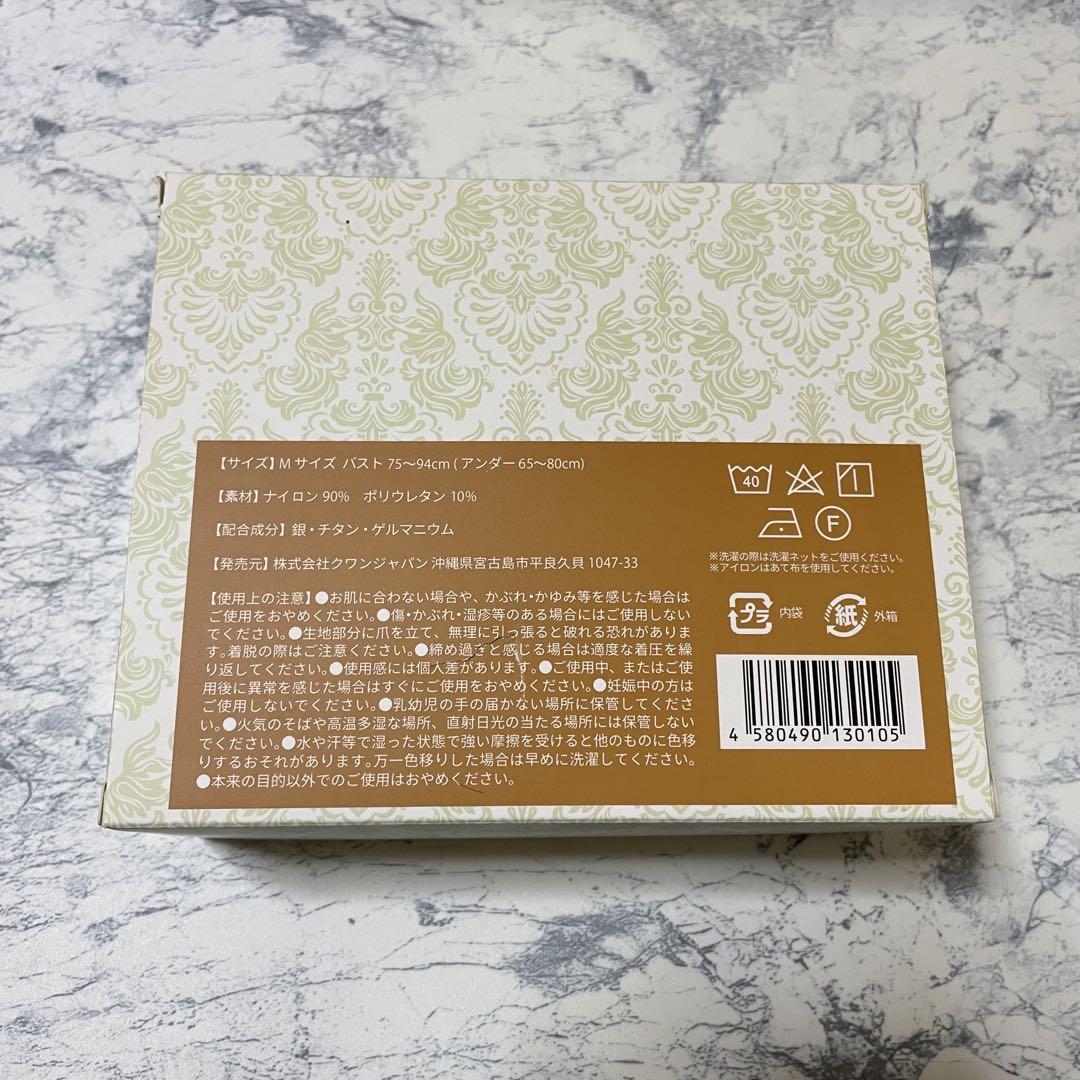 【サイズ】M サイズ バスト 75～94cm ( アンダー 65～80cm)
【素材】ナイロン 90% ポリウレタン 10%
【配合成分】銀・チタン・ゲルマニウム
【発売元】株式会社クワンジャパン 沖縄県宮古島市平良久貝 1047-33
【使用上の注意】●お肌に合わない場合や、かぶれ・かゆみ等を感じた場合は
ご使用をおやめください。●傷・かぶれ・湿疹等のある場合にはご使用しない
でください。●生地部分に爪を立て、無理に引っ張ると破れる恐れがありま
す。着脱の際はご注意ください。●締め過ぎと感じる場合は適度な着圧を繰
り返してください。●使用感には個人差があります。●ご使用中、またはご使
用後に異常を感じた場合はすぐにご使用をおやめください。●妊娠中の方は
ご使用しないでください。●乳幼児の手の届かない場所に保管してくださ
い。●火気のそばや高温多湿な場所、直射日光の当たる場所には保管しない
でください。●水や汗等で湿った状態で強い摩擦を受けると他のものに色移
りするおそれがあります。万一色移りした場合は早めに洗濯してください。
●本来の目的以外でのご使用はおやめください。
40
F
※洗濯の際は洗濯ネットをご使用ください。
※アイロンはあて布を使用してください。
プラ 内袋 紙 外箱
4 580490 130105